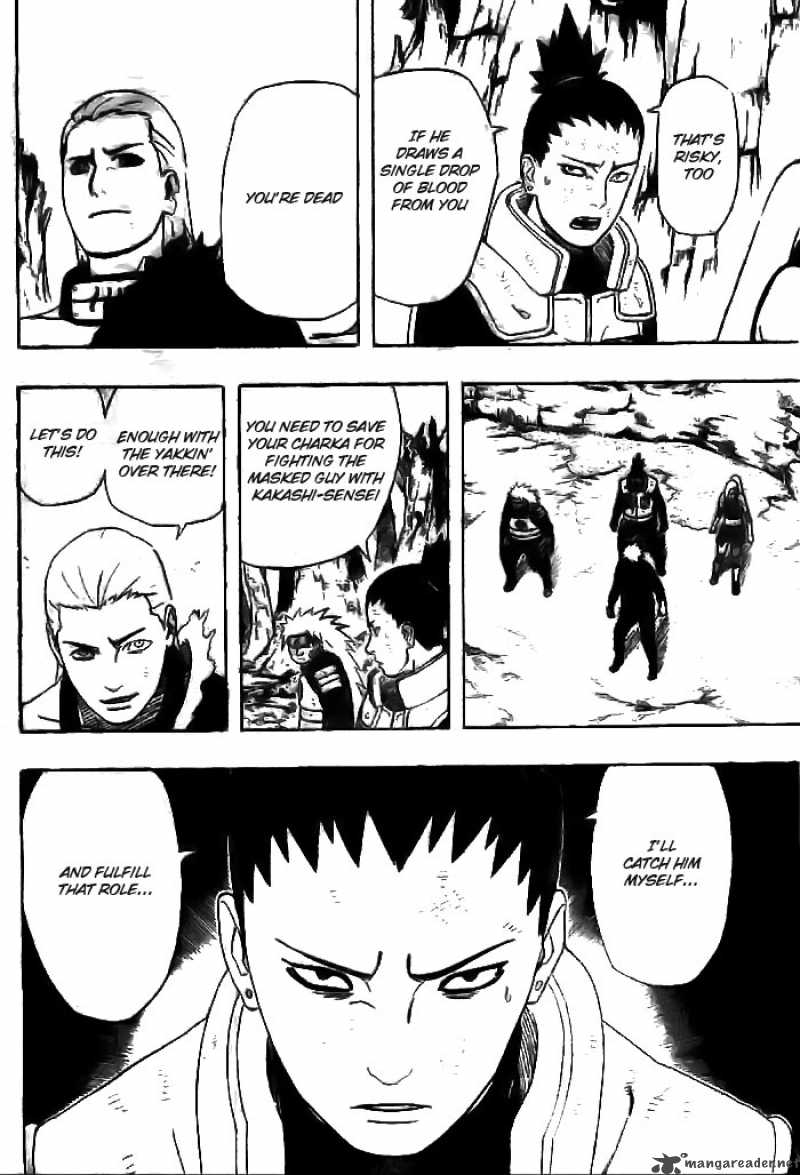 THAT'S
RISKY,
TOO
IF HE
DRAWS A
SINGLE DROP
OF BLOOD
FROM YOU
YOU'RE DEAD
YOU NEED TO SAVE
YOUR CHARKA FOR
FIGHTING THE
MASKED GUY WITH
KAKASHI-SENSEI
ENOUGH WITH
THE YAKKIN'
OVER THERE!
LET'S DO
THIS!
I'LL
CATCH HIM
MYSELF...
AND FULFILL
THAT ROLE...
mangareader.net